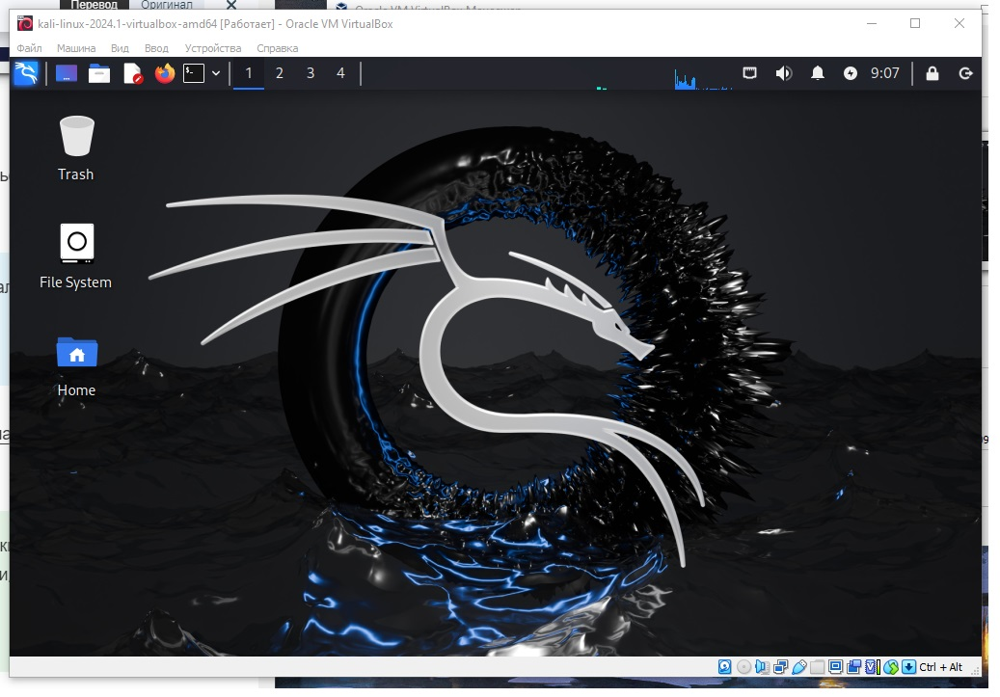 Перевод Оригинал
Oracle VM VirtualBox Менеджер
kali-linux-2024.1-virtualbox-amd64 [Работает] - Oracle VM VirtualBox
Файл Машина Вид Ввод Устройства Справка
1 2 3 4 9:07
Trash
File System
Home
Ctrl + Alt